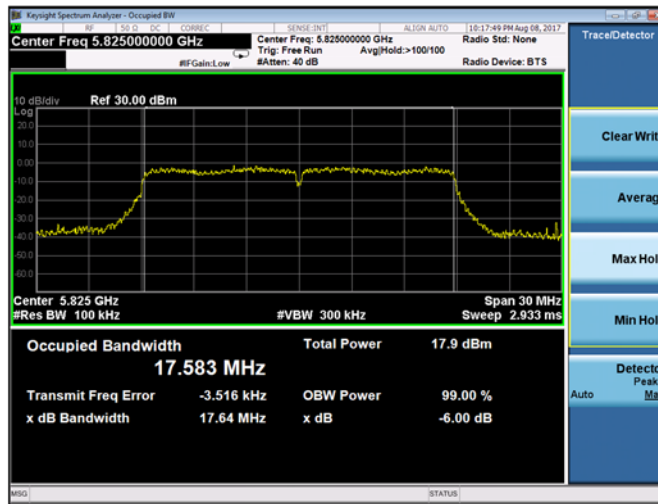 Keysight Spectrum Analyzer - Occupied BW
RF 50 Ω DC CORREC SENSE:INT ALIGN AUTO 10:17:49 PM Aug 08, 2017
Center Freq 5.825000000 GHz
Center Freq: 5.825000000 GHz
Radio Std: None
Trig: Free Run Avg|Hold:>100/100
#IFGain:Low
#Atten: 40 dB
Radio Device: BTS
Trace/Detector
10 dB/div Ref 30.00 dBm
Log
20.0
10.0
0.00
-10.0
-20.0
-30.0
-40.0
-50.0
-60.0
Center 5.825 GHz Span 30 MHz
#Res BW 100 kHz #VBW 300 kHz Sweep 2.933 ms
Occupied Bandwidth Total Power 17.9 dBm
17.583 MHz
Transmit Freq Error -3.516 kHz OBW Power 99.00 %
x dB Bandwidth 17.64 MHz x dB -6.00 dB
Clear Writ
Averag
Max Hol
Min Hol
Detecto
Peak
Auto Ma
MSG STATUS